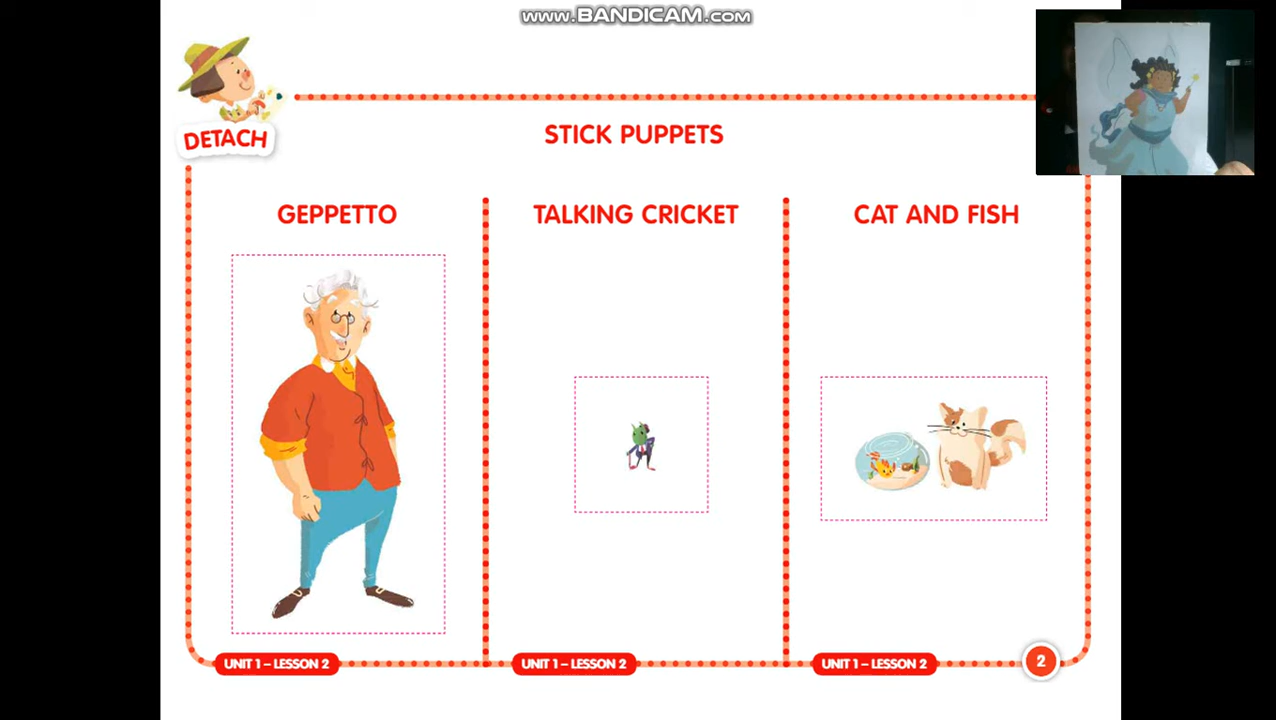 www.BANDICAM.com
DETACH
STICK PUPPETS
GEPPETTO
TALKING CRICKET
CAT AND FISH
UNIT 1 – LESSON 2
UNIT 1 – LESSON 2
UNIT 1 – LESSON 2
2